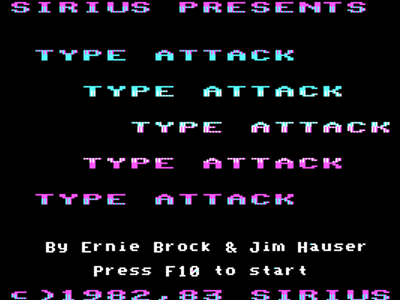 SIRIUS PRESENTS
TYPE ATTACK
TYPE ATTACK
TYPE ATTACK
TYPE ATTACK
TYPE ATTACK
By Ernie Brock & Jim Hauser
Press F10 to start
c)1982,83 SIRIUS